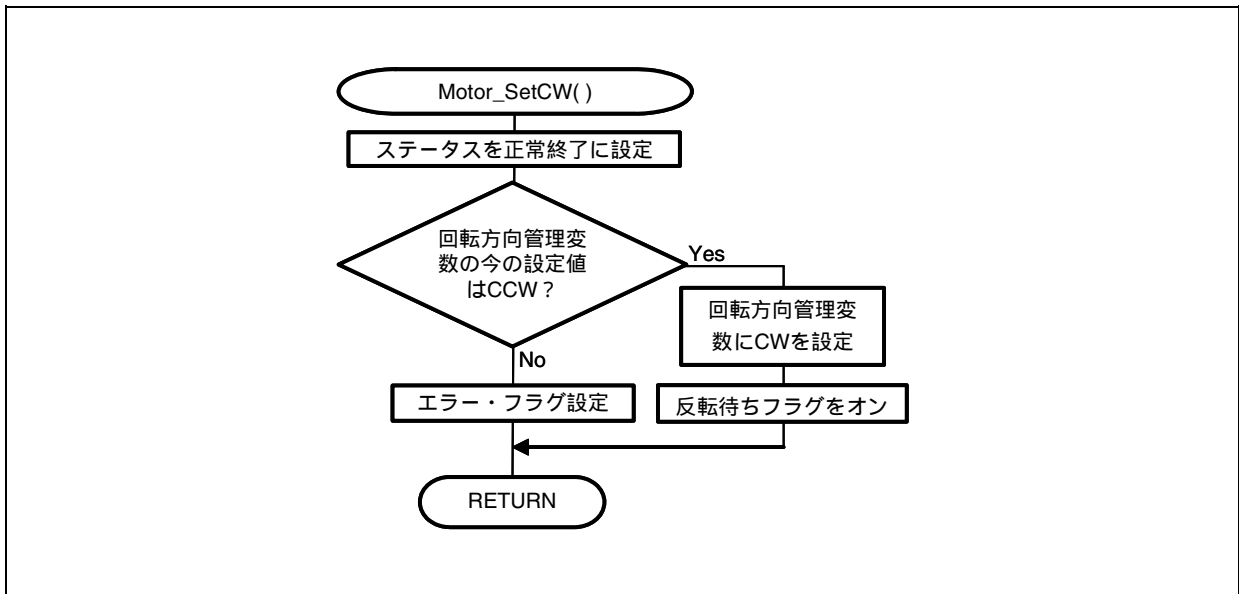 Motor_SetCW( )
ステータスを正常終了に設定
回転方向管理変
数の今の設定値
はCCW？
Yes
回転方向管理変
数にCWを設定
No
エラー・フラグ設定
反転待ちフラグをオン
RETURN